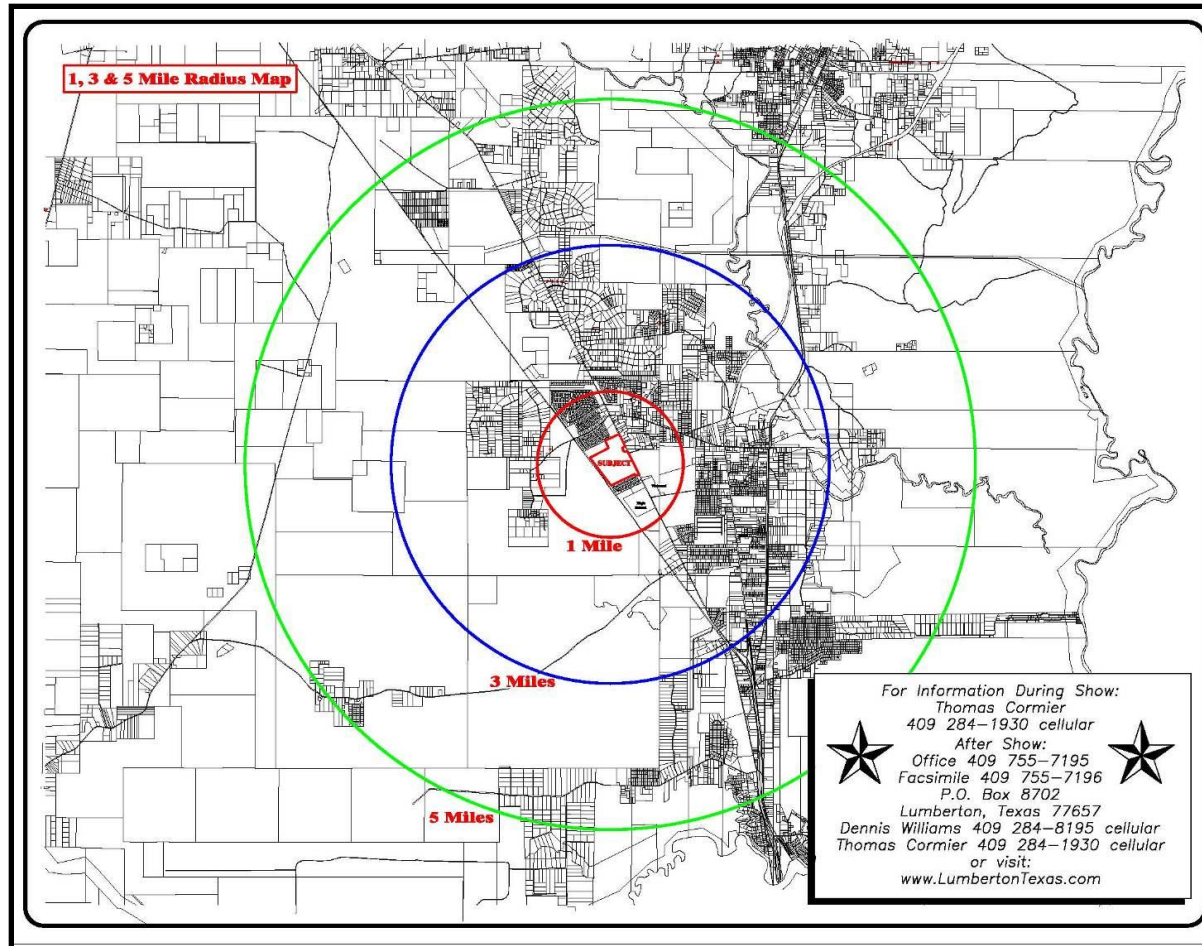 1, 3 & 5 Mile Radius Map
SUBJECT
1 Mile
3 Miles
5 Miles
For Information During Show:
Thomas Cormier
409 284-1930 cellular
After Show:
Office 409 755-7195
Facsimile 409 755-7196
P.O. Box 8702
Lumberton, Texas 77657
Dennis Williams 409 284-8195 cellular
Thomas Cormier 409 284-1930 cellular
or visit:
www.LumbertonTexas.com